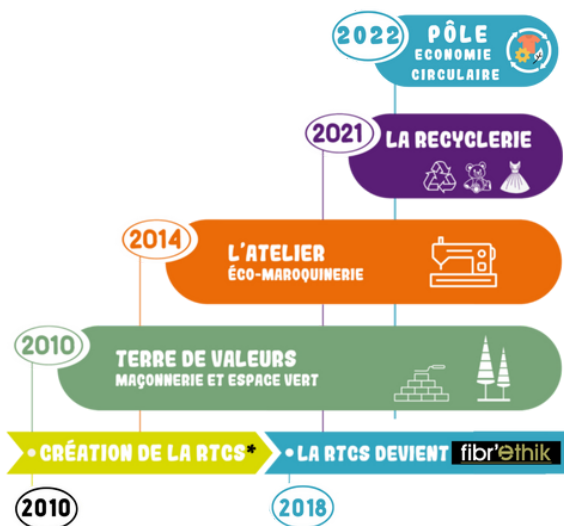 2022
PÔLE
ECONOMIE
CIRCULAIRE
2021
LA RECYCLERIE
2014
L'ATELIER
ÉCO-MAROQUINERIE
2010
TERRE DE VALEURS
MAÇONNERIE ET ESPACE VERT
CRÉATION DE LA RTCS*
LA RTCS DEVIENT fibr'ethik
2010
2018